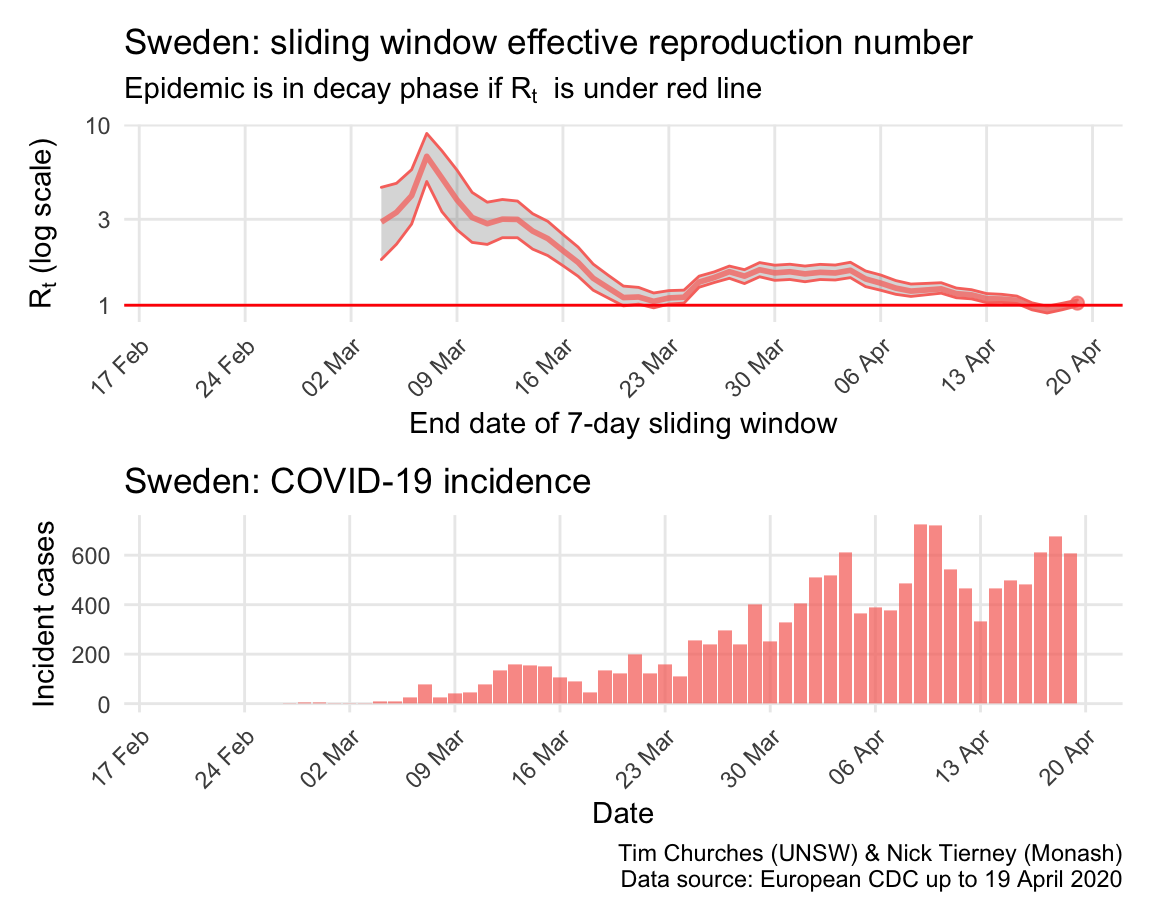 Sweden: sliding window effective reproduction number
Epidemic is in decay phase if Rt is under red line
Rt (log scale)
10
3
1
17 Feb
24 Feb
02 Mar
09 Mar
16 Mar
23 Mar
30 Mar
06 Apr
13 Apr
20 Apr
End date of 7-day sliding window
Sweden: COVID-19 incidence
Incident cases
600
400
200
0
17 Feb
24 Feb
02 Mar
09 Mar
16 Mar
23 Mar
30 Mar
06 Apr
13 Apr
20 Apr
Date
Tim Churches (UNSW) & Nick Tierney (Monash)
Data source: European CDC up to 19 April 2020